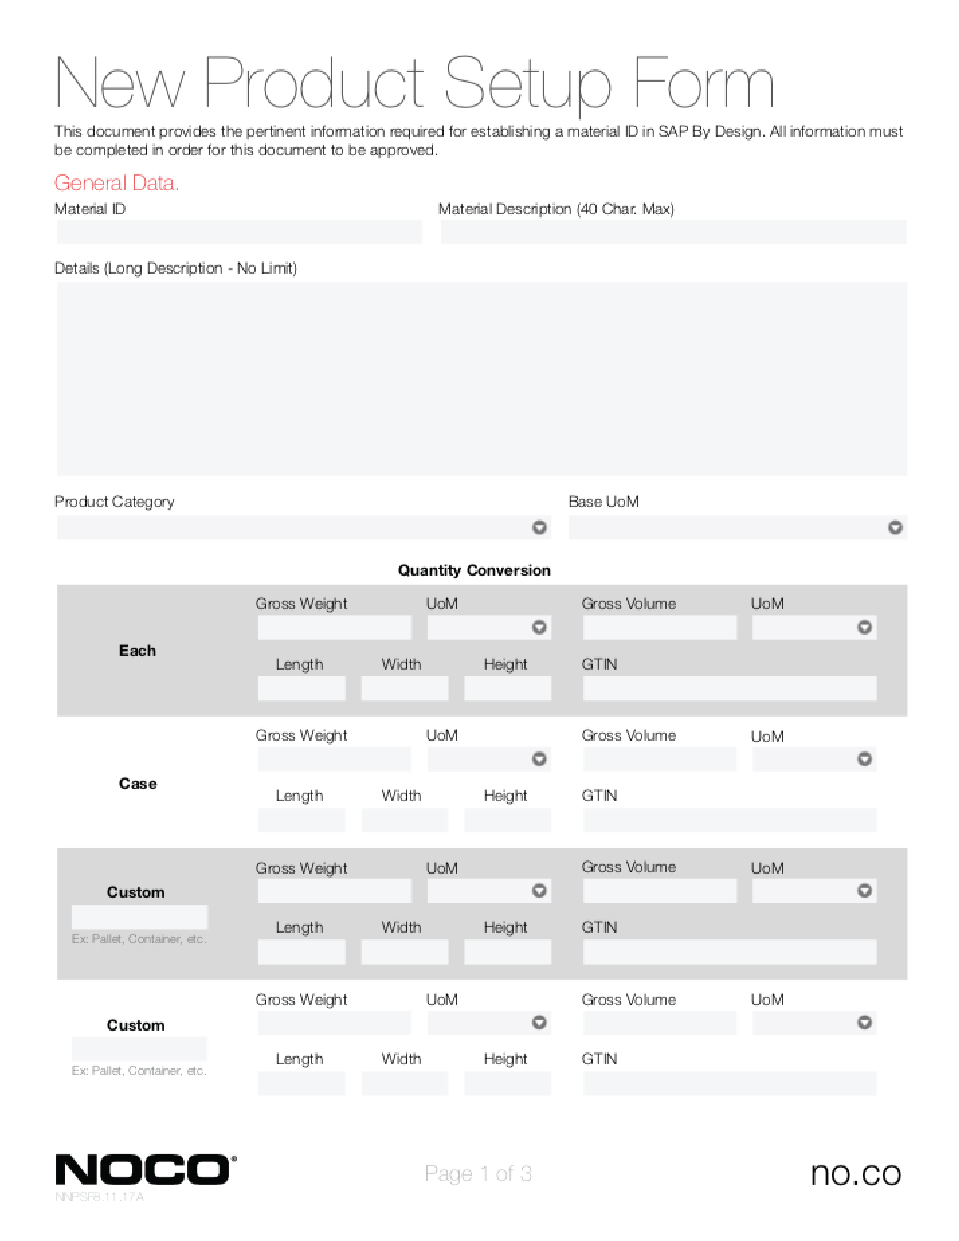 New Product Setup Form
This document provides the pertinent information required for establishing a material ID in SAP By Design. All information must
be completed in order for this document to be approved.
General Data.
Material ID
Material Description (40 Char. Max)
Details (Long Description - No Limit)
Product Category
Base UoM
Quantity Conversion
Each
Gross Weight
UoM
Gross Volume
UoM
Length
Width
Height
GTIN
Case
Gross Weight
UoM
Gross Volume
UoM
Length
Width
Height
GTIN
Custom
Ex: Pallet, Container, etc.
Gross Weight
UoM
Gross Volume
UoM
Length
Width
Height
GTIN
Custom
Ex: Pallet, Container, etc.
Gross Weight
UoM
Gross Volume
UoM
Length
Width
Height
GTIN
NOCO®
NNPSF8.11.17A
Page 1 of 3
no.co